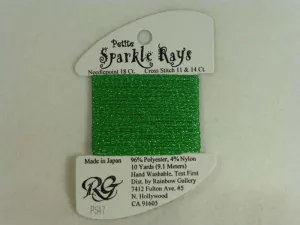 Petite
Sparkle Rays
Needlepoint 18 Ct. Cross Stitch 11 & 14 Ct.
Made in Japan
RG
PS47
96% Polyester, 4% Nylon
10 Yards (9.1 Meters)
Hand Washable, Test First
Dist. by Rainbow Gallery
7412 Fulton Ave. #5
N. Hollywood
CA 91605